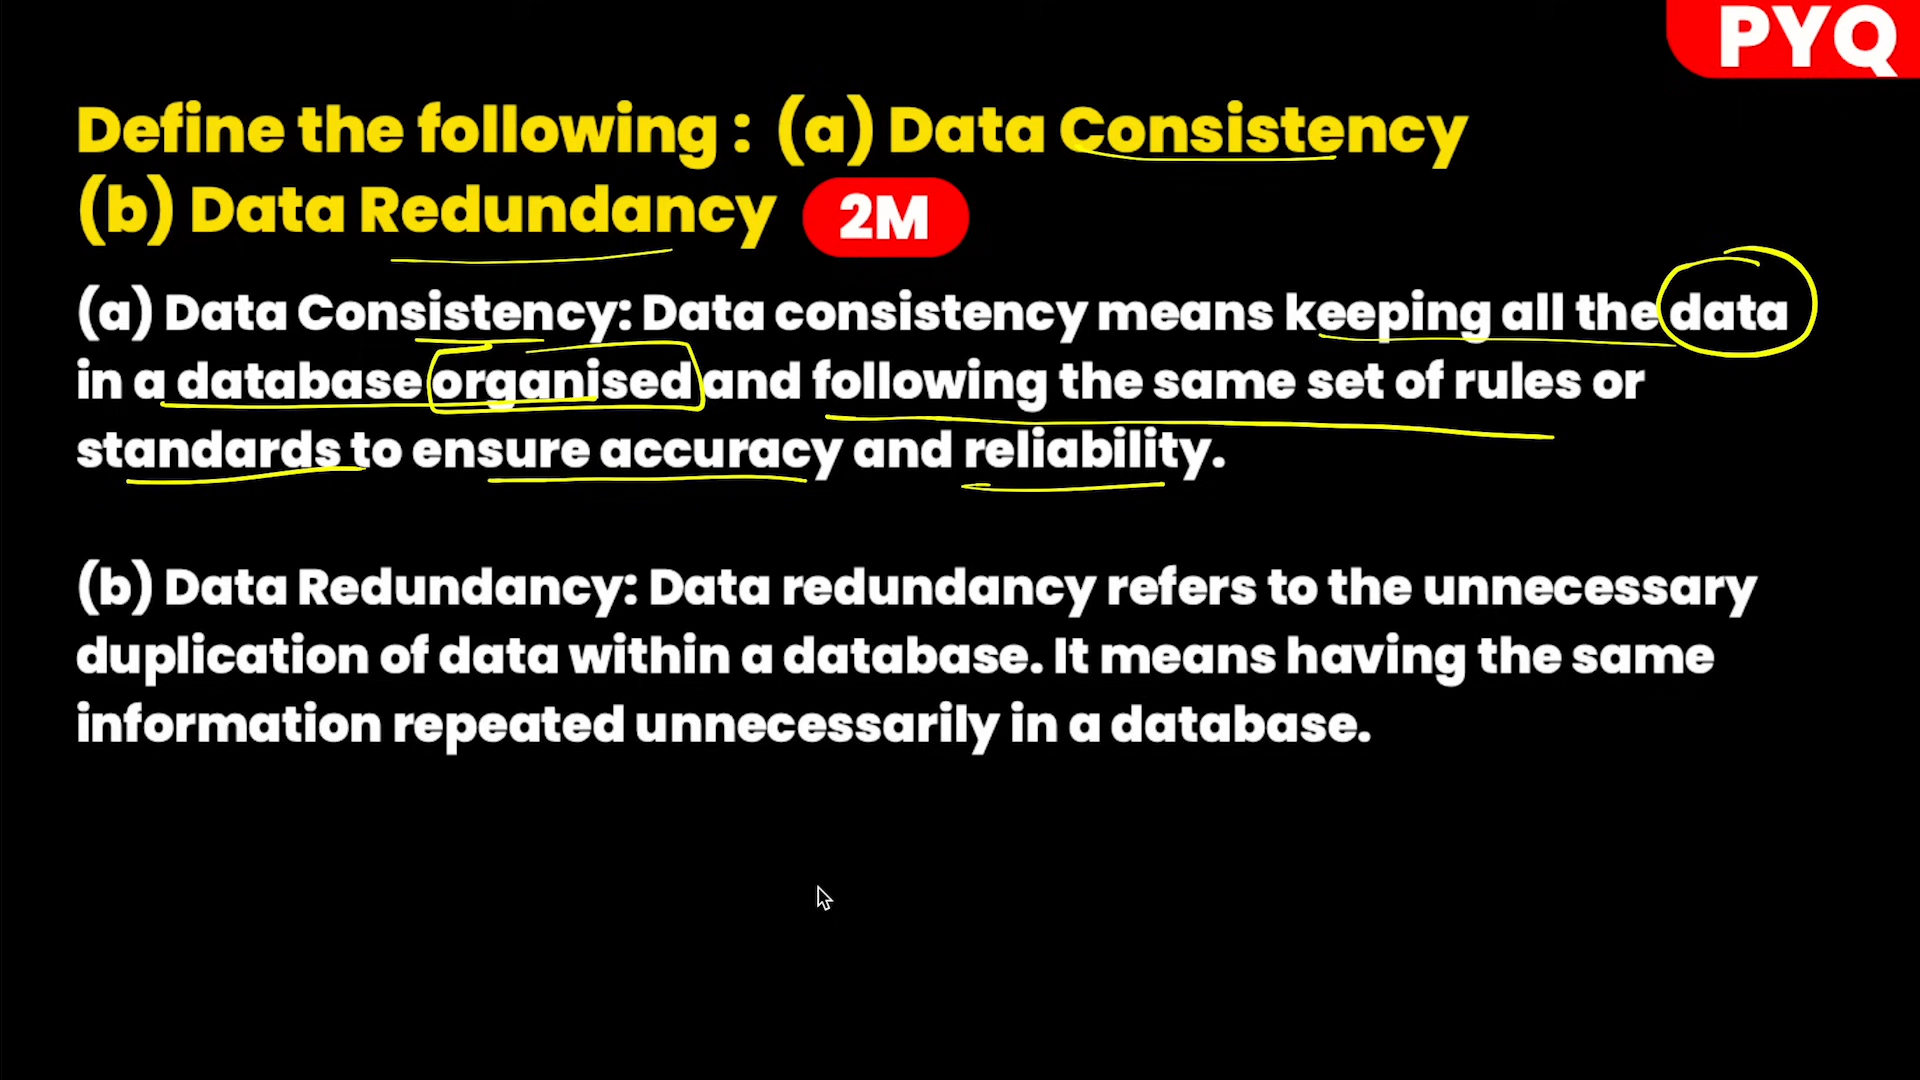 PYQ
Define the following : (a) Data Consistency
(b) Data Redundancy 2M
(a) Data Consistency: Data consistency means keeping all the data
in a database organised and following the same set of rules or
standards to ensure accuracy and reliability.
(b) Data Redundancy: Data redundancy refers to the unnecessary
duplication of data within a database. It means having the same
information repeated unnecessarily in a database.